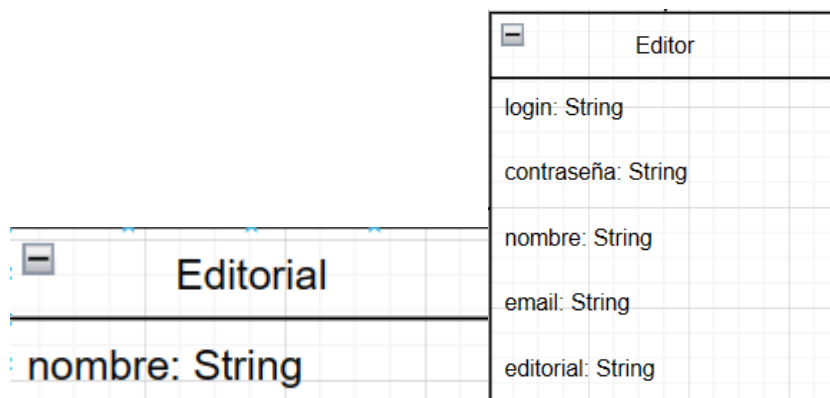 Editor
login: String
contraseña: String
nombre: String
email: String
editorial: String
Editorial
nombre: String